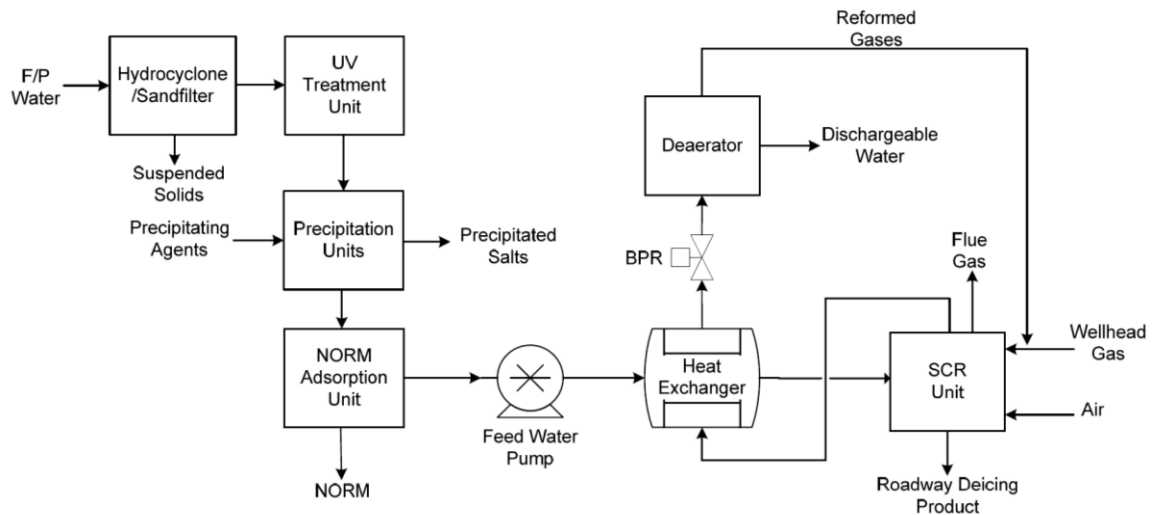 F/P
Water
Hydrocyclone
/Sandfilter
UV
Treatment
Unit
Suspended
Solids
Precipitating
Agents
Precipitation
Units
Precipitated
Salts
NORM
Adsorption
Unit
NORM
Feed Water
Pump
Heat
Exchanger
BPR
Deaerator
Dischargeable
Water
Reformed
Gases
Flue
Gas
SCR
Unit
Wellhead
Gas
Air
Roadway Deicing
Product